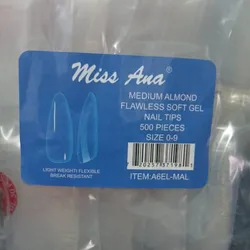 Miss Ana®
MEDIUM ALMOND
FLAWLESS SOFT GEL
NAIL TIPS
500 PIECES
SIZE 0-9
LIGHT WEIGHT/ FLEXIBLE
BREAK RESISTANT
ITEM:A6EL-MAL